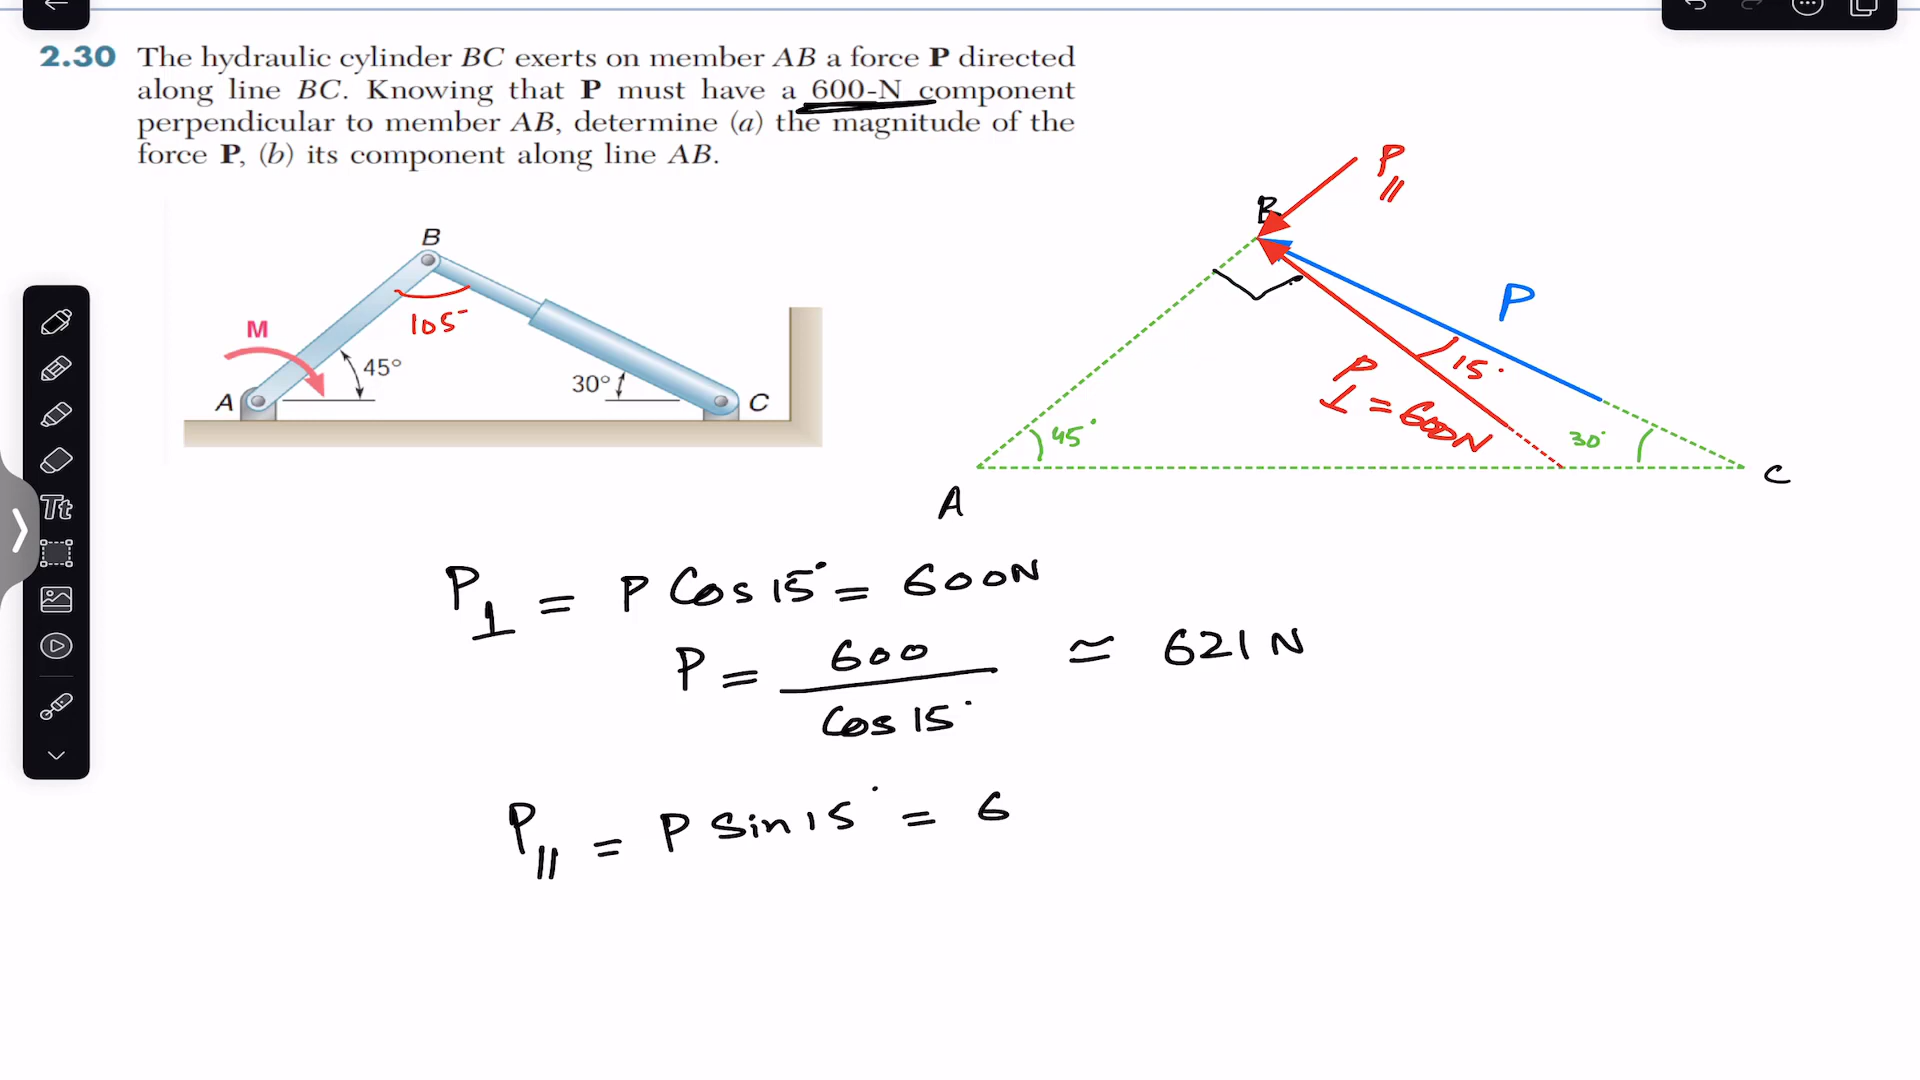 2.30 The hydraulic cylinder BC exerts on member AB a force P directed
along line BC. Knowing that P must have a 600-N component
perpendicular to member AB, determine (a) the magnitude of the
force P, (b) its component along line AB.
B
105°
M
45°
30°
A
C
P∥
B
P
15°
P⊥ = 600N
45°
30°
A
C
P⊥ = P Cos 15° = 600N
P = 600 / Cos 15° ≃ 621 N
P∥ = P Sin 15° = 6
Tt